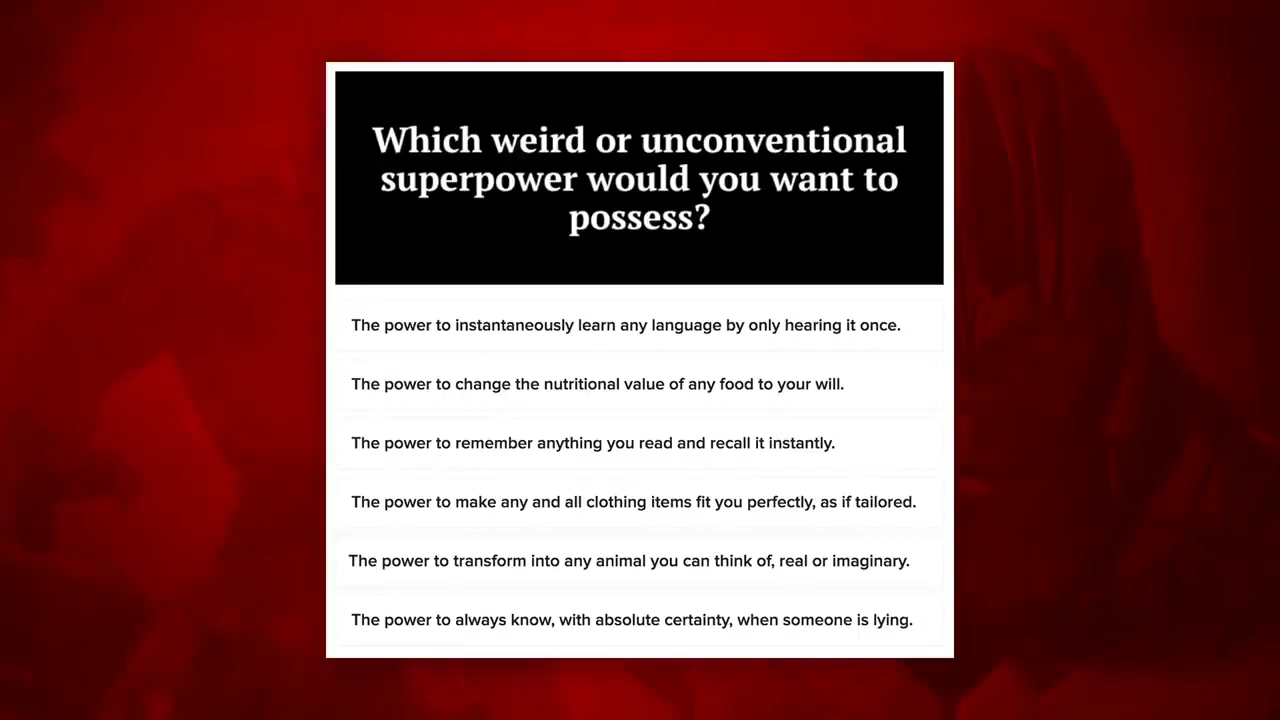 Which weird or unconventional
superpower would you want to
possess?
The power to instantaneously learn any language by only hearing it once.
The power to change the nutritional value of any food to your will.
The power to remember anything you read and recall it instantly.
The power to make any and all clothing items fit you perfectly, as if tailored.
The power to transform into any animal you can think of, real or imaginary.
The power to always know, with absolute certainty, when someone is lying.